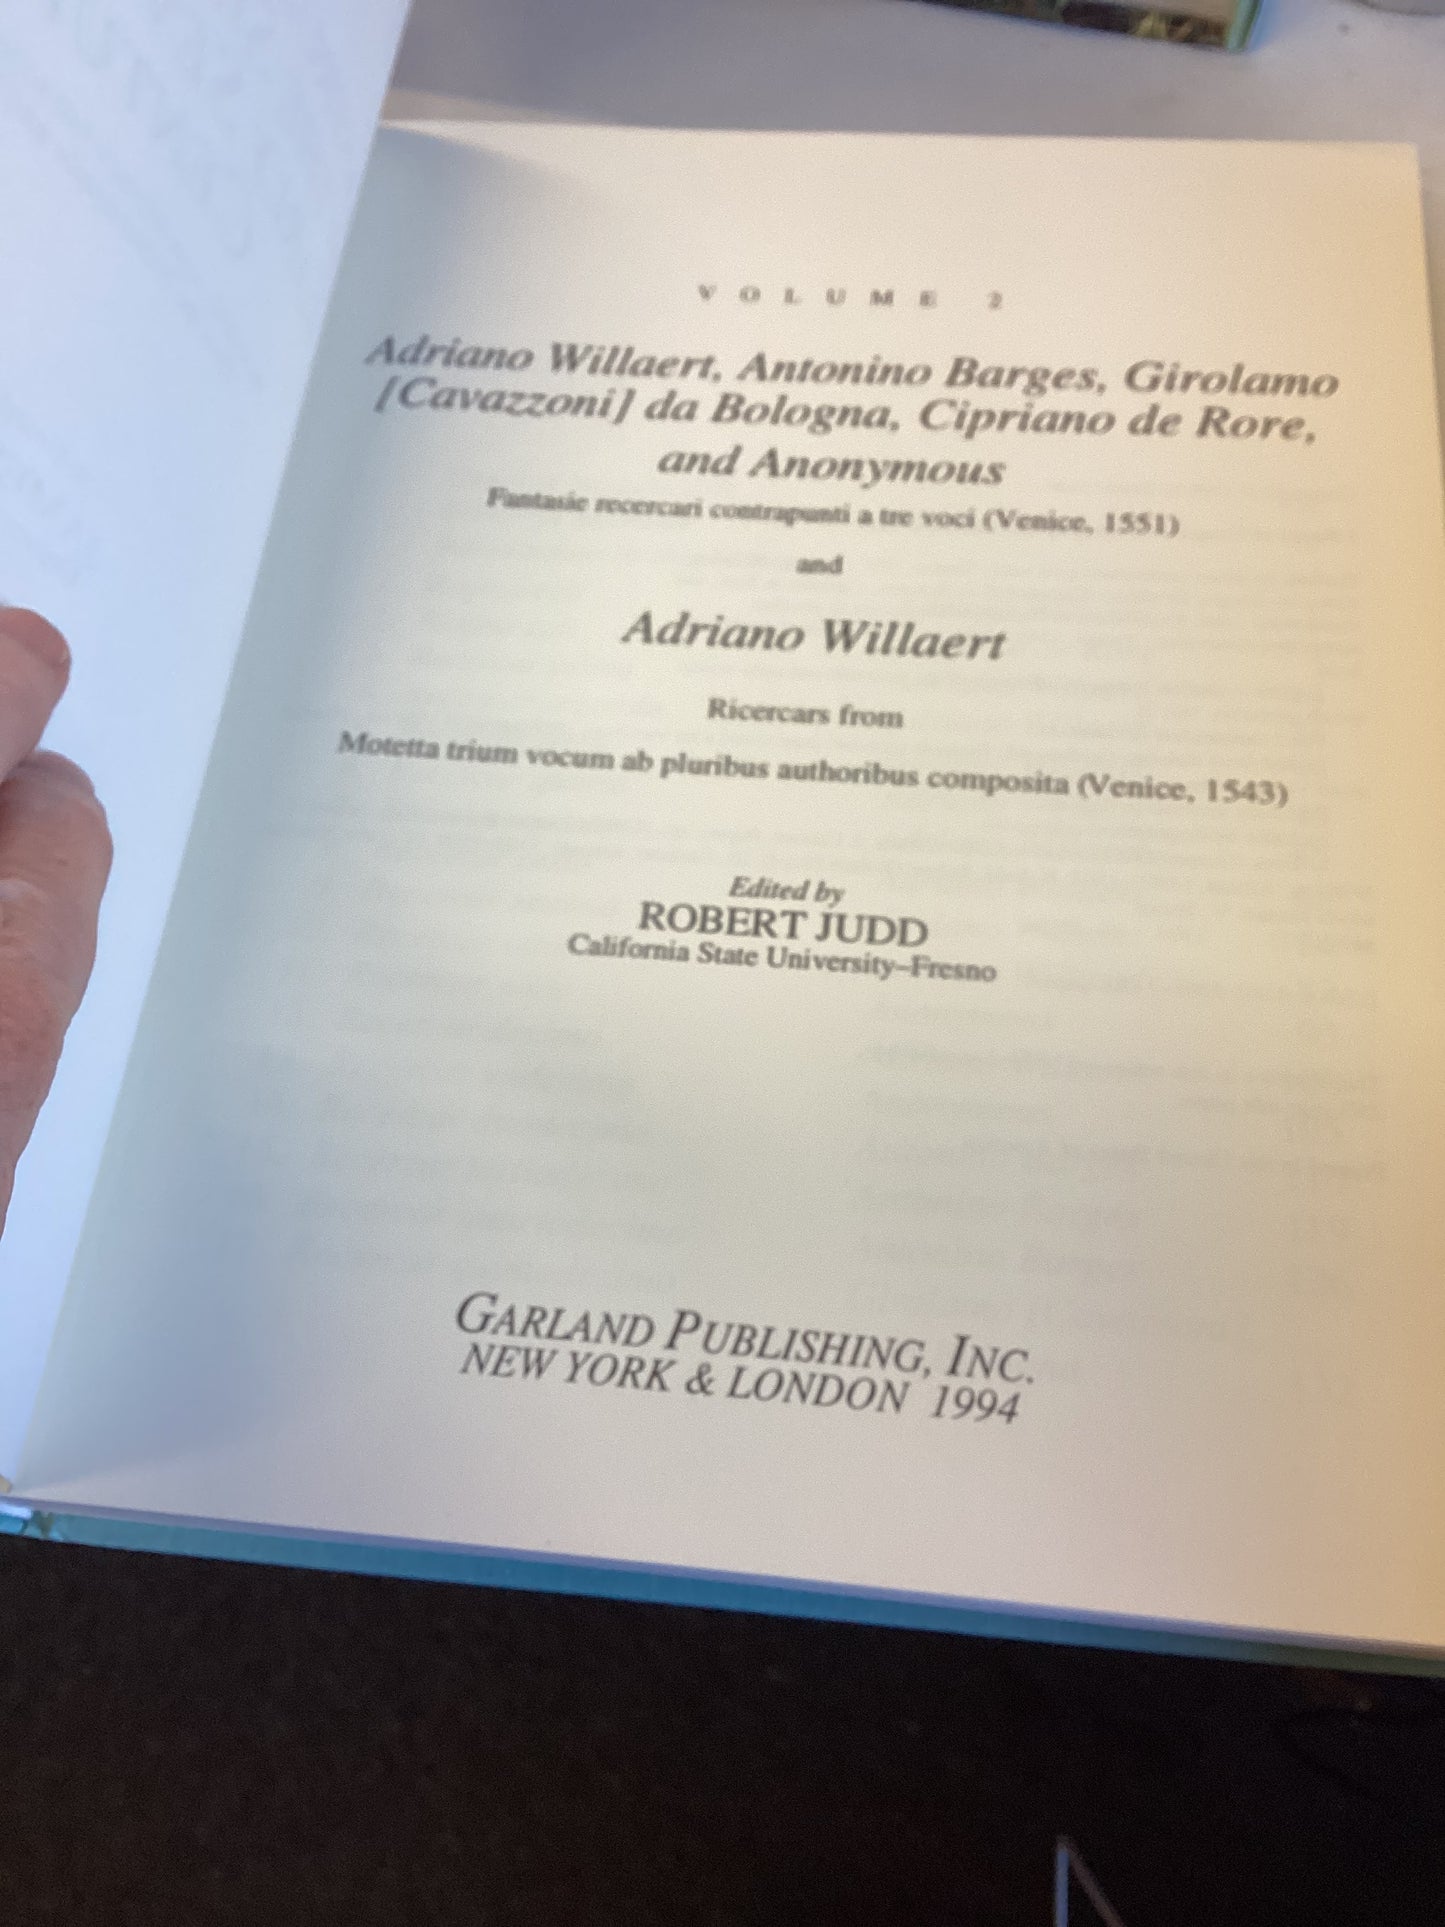 VOLUME 2
Adriano Willaert, Antonino Barges, Girolamo
[Cavazzoni] da Bologna, Cipriano de Rore,
and Anonymous
Fantasie recercari contrapunti a tre voci (Venice, 1551)
and
Adriano Willaert
Ricercars from
Motetta trium vocum ab pluribus authoribus composita (Venice, 1543)
Edited by
ROBERT JUDD
California State University–Fresno
GARLAND PUBLISHING, INC.
NEW YORK & LONDON 1994